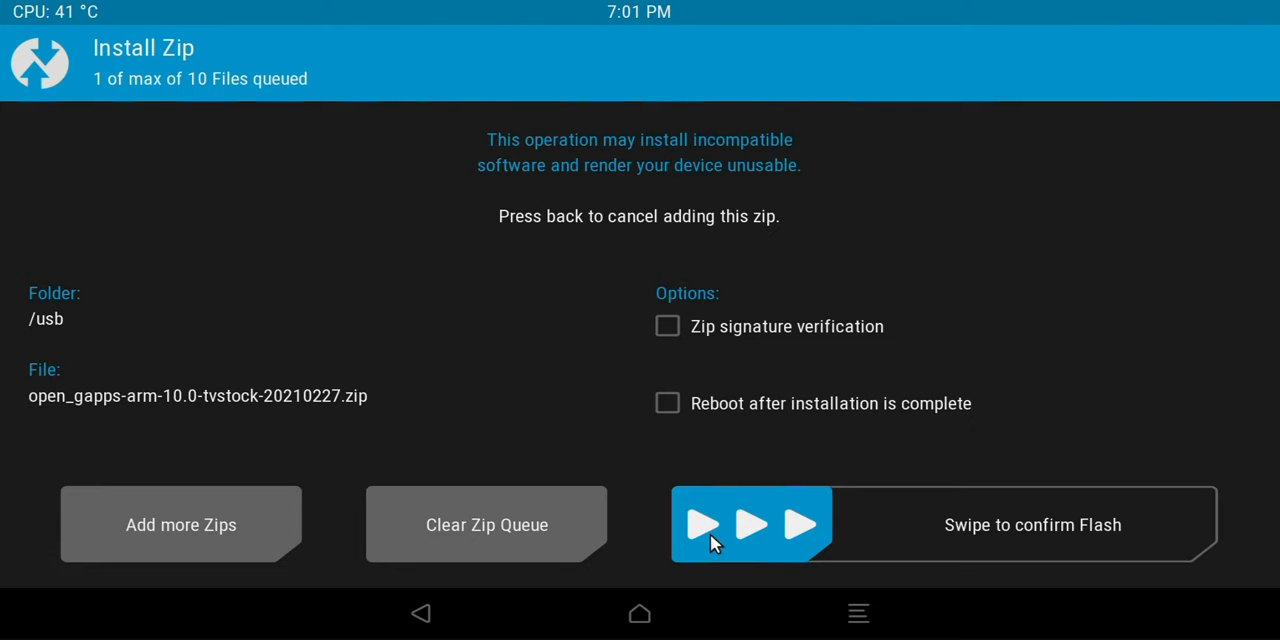 CPU: 41 °C
7:01 PM
Install Zip
1 of max of 10 Files queued
This operation may install incompatible
software and render your device unusable.
Press back to cancel adding this zip.
Folder:
/usb
File:
open_gapps-arm-10.0-tvstock-20210227.zip
Options:
Zip signature verification
Reboot after installation is complete
Add more Zips
Clear Zip Queue
Swipe to confirm Flash